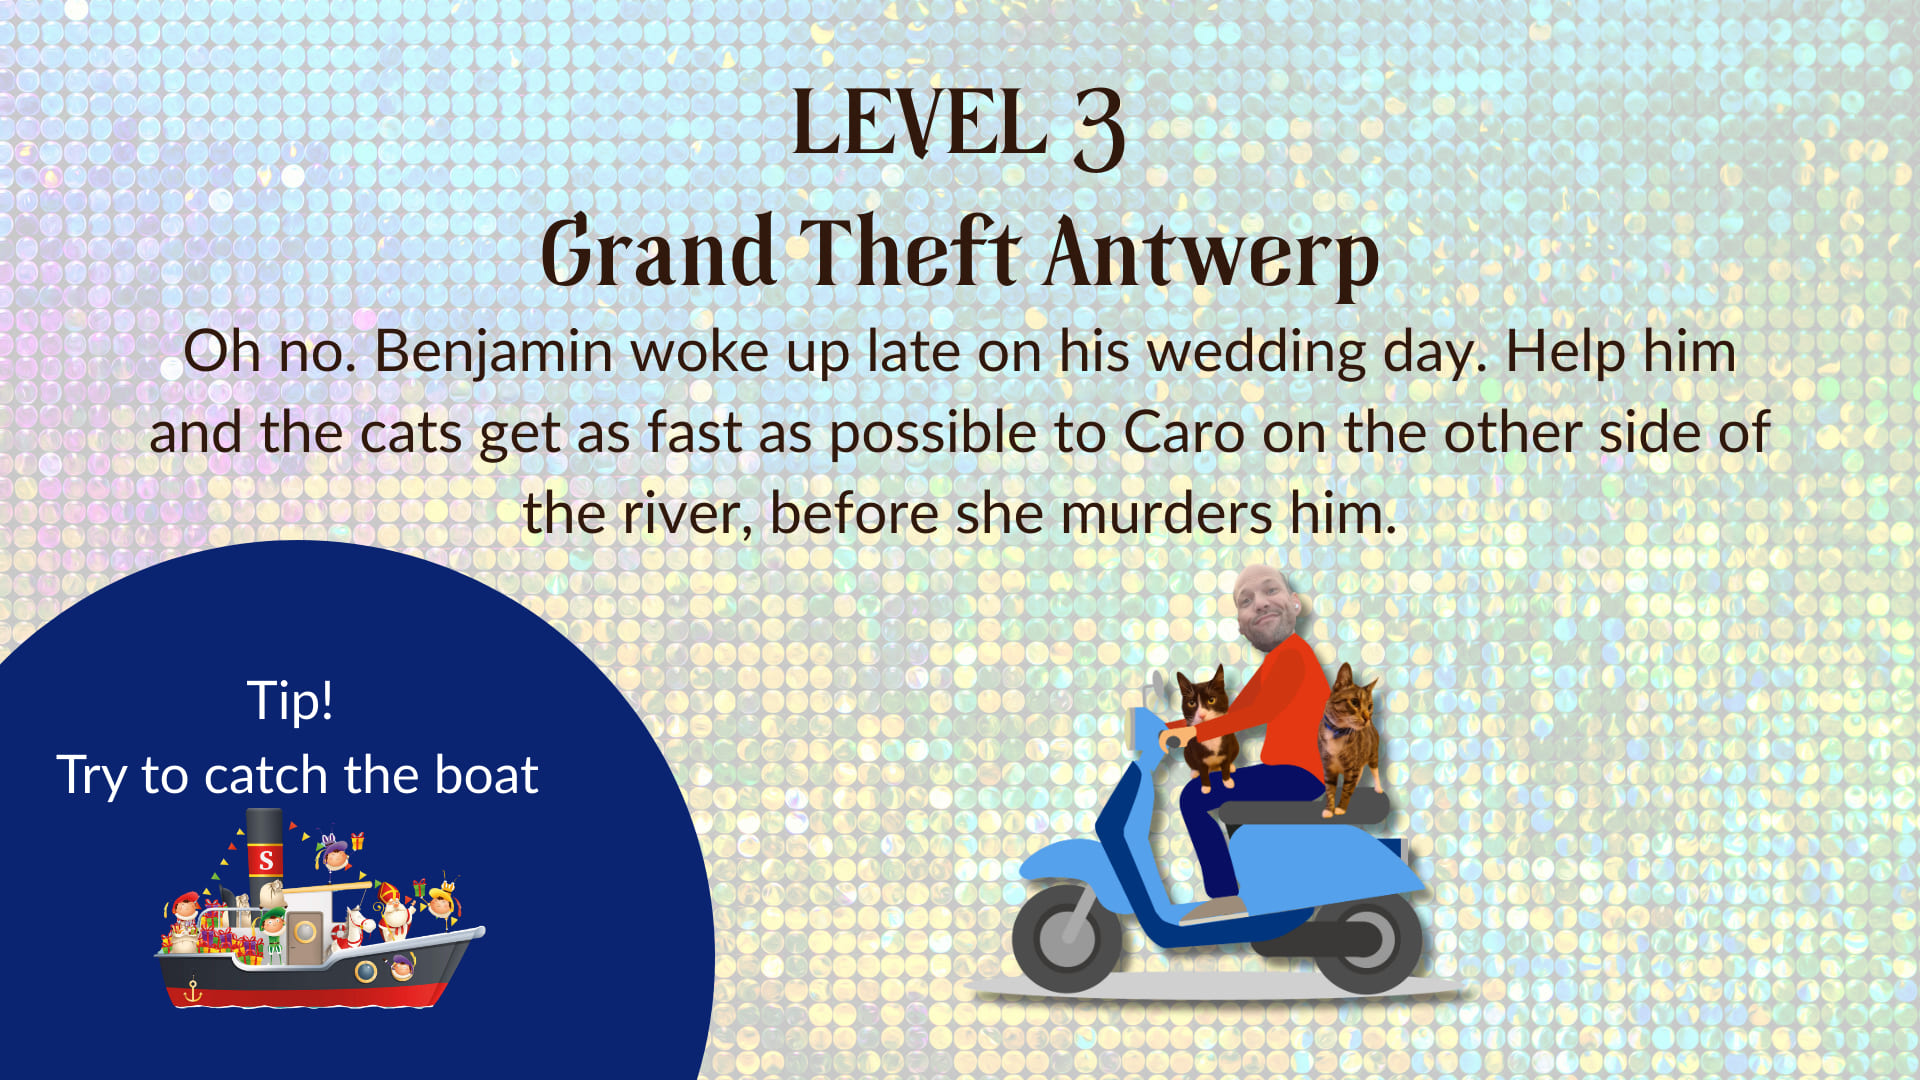 LEVEL 3
Grand Theft Antwerp
Oh no. Benjamin woke up late on his wedding day. Help him
and the cats get as fast as possible to Caro on the other side of
the river, before she murders him.
Tip!
Try to catch the boat
S